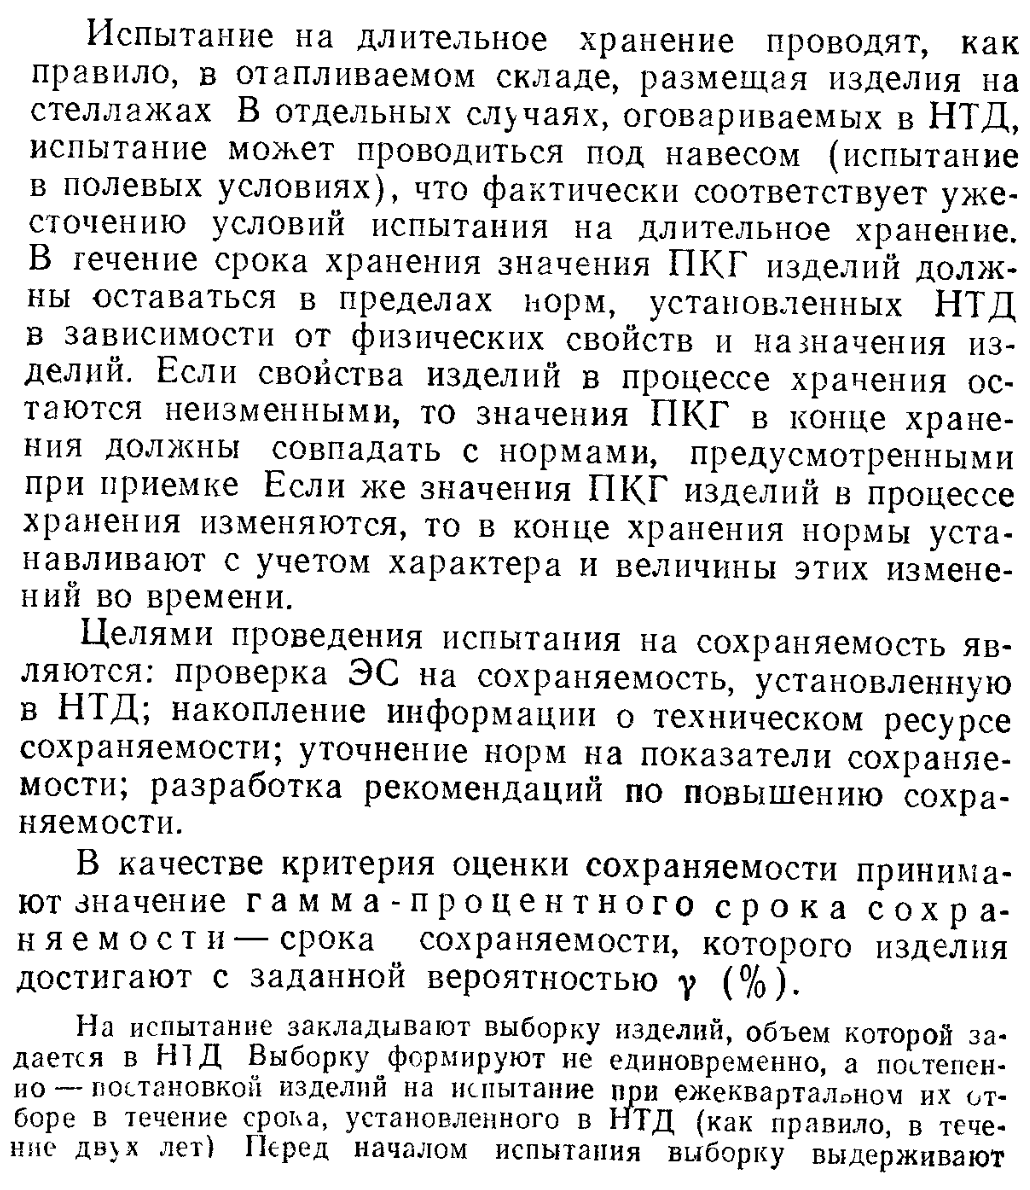 Испытание на длительное хранение проводят, как
правило, в отапливаемом складе, размещая изделия на
стеллажах В отдельных случаях, оговариваемых в НТД,
испытание может проводиться под навесом (испытание
в полевых условиях), что фактически соответствует уже-
сточению условий испытания на длительное хранение.
В течение срока хранения значения ПКГ изделий долж-
ны оставаться в пределах норм, установленных НТД
в зависимости от физических свойств и назначения из-
делий. Если свойства изделий в процессе хранения ос-
таются неизменными, то значения ПКГ в конце хране-
ния должны совпадать с нормами, предусмотренными
при приемке Если же значения ПКГ изделий в процессе
хранения изменяются, то в конце хранения нормы уста-
навливают с учетом характера и величины этих измене-
ний во времени.
Целями проведения испытания на сохраняемость яв-
ляются: проверка ЭС на сохраняемость, установленную
в НТД; накопление информации о техническом ресурсе
сохраняемости; уточнение норм на показатели сохраняе-
мости; разработка рекомендаций по повышению сохра-
няемости.
В качестве критерия оценки сохраняемости принима-
ют значение гамма-процентного срока сохра-
няемости — срока сохраняемости, которого изделия
достигают с заданной вероятностью γ (%).
На испытание закладывают выборку изделий, объем которой за-
дается в НТД Выборку формируют не единовременно, а постепен-
но — постановкой изделий на испытание при ежеквартальном их от-
боре в течение срока, установленного в НТД (как правило, в тече-
ние двух лет) Перед началом испытания выборку выдерживают